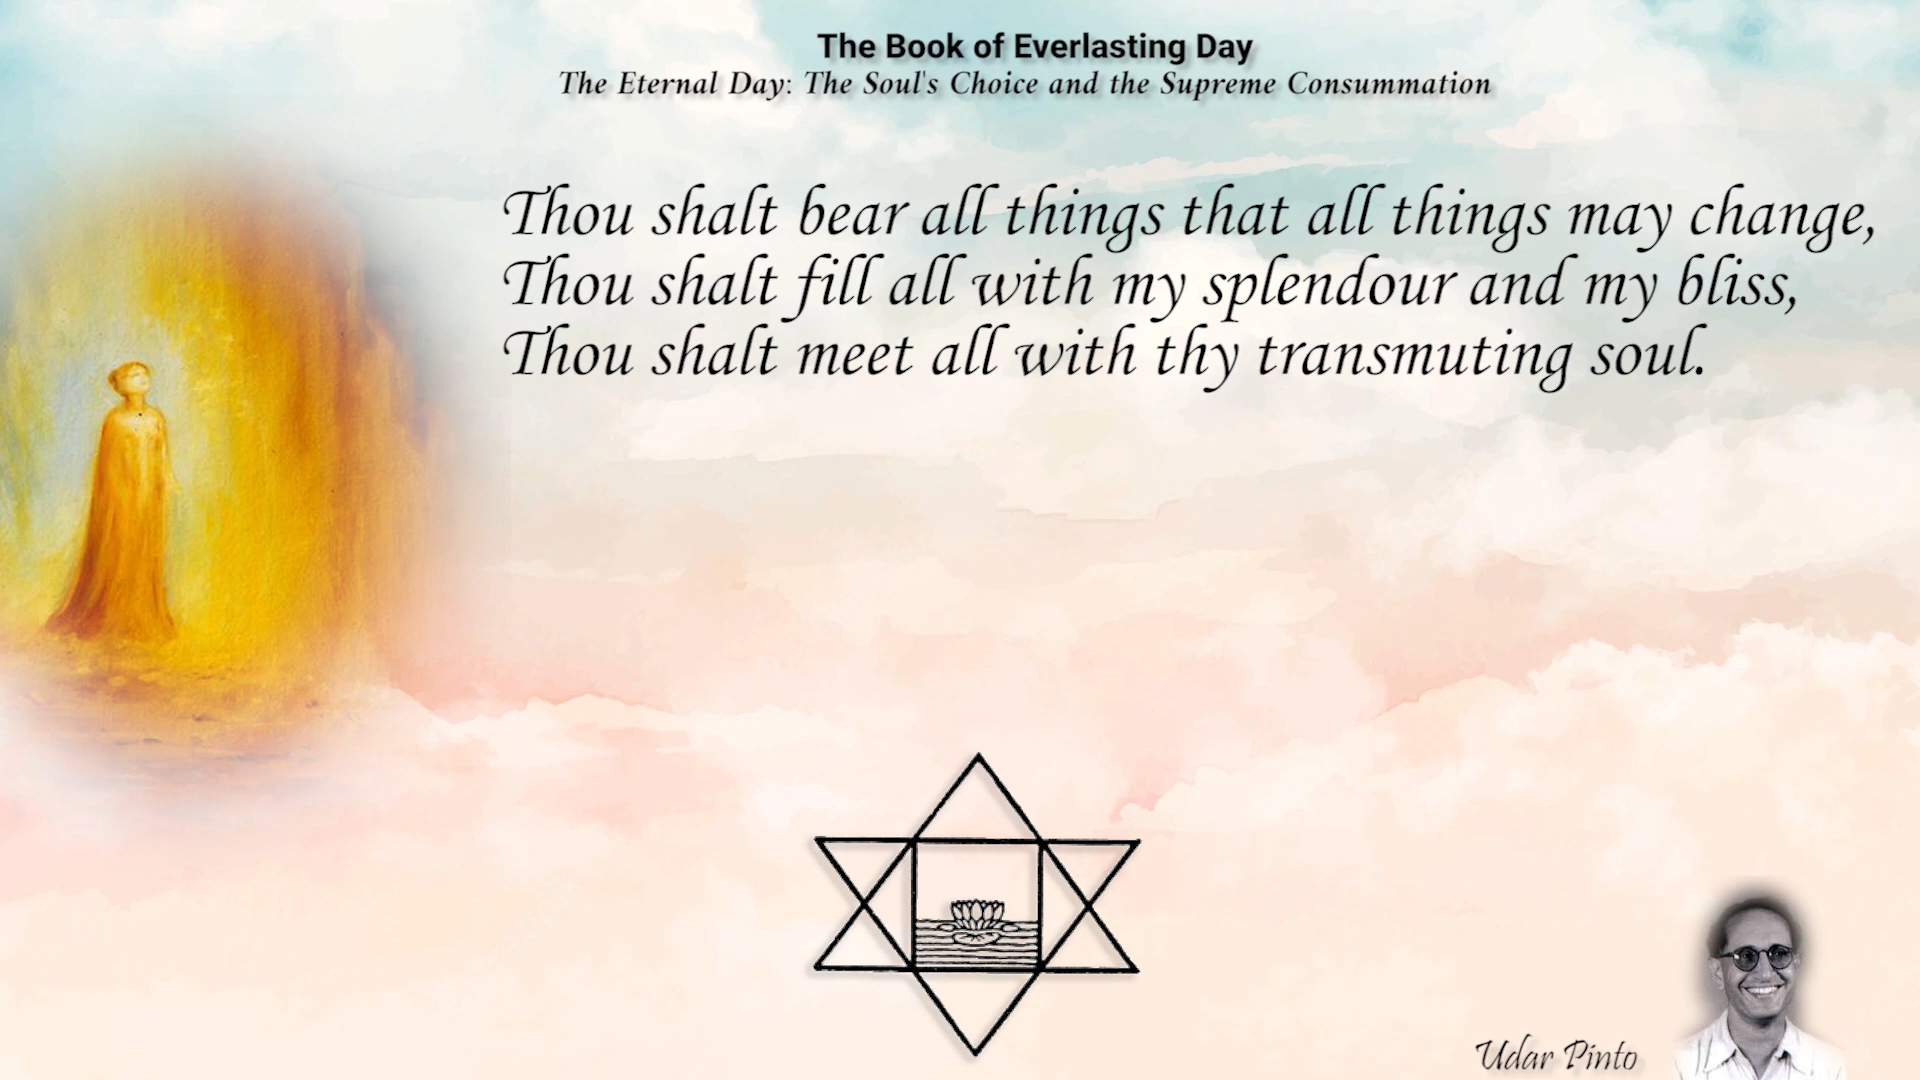 The Book of Everlasting Day
The Eternal Day: The Soul's Choice and the Supreme Consummation
Thou shalt bear all things that all things may change,
Thou shalt fill all with my splendour and my bliss,
Thou shalt meet all with thy transmuting soul.
Udar Pinto